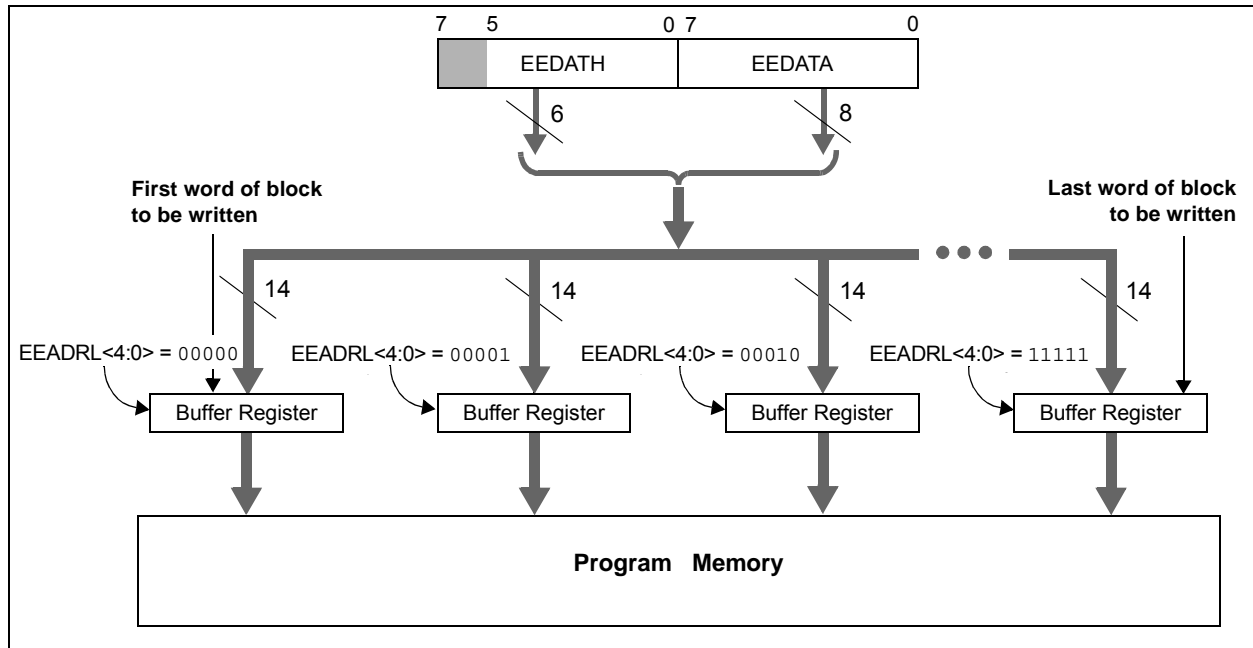 7 5 0 7 0
EEDATH EEDATA
6 8
First word of block
to be written
Last word of block
to be written
14 14 14 14
EEADRL<4:0> = 00000 EEADRL<4:0> = 00001 EEADRL<4:0> = 00010 EEADRL<4:0> = 11111
Buffer Register Buffer Register Buffer Register Buffer Register
Program Memory